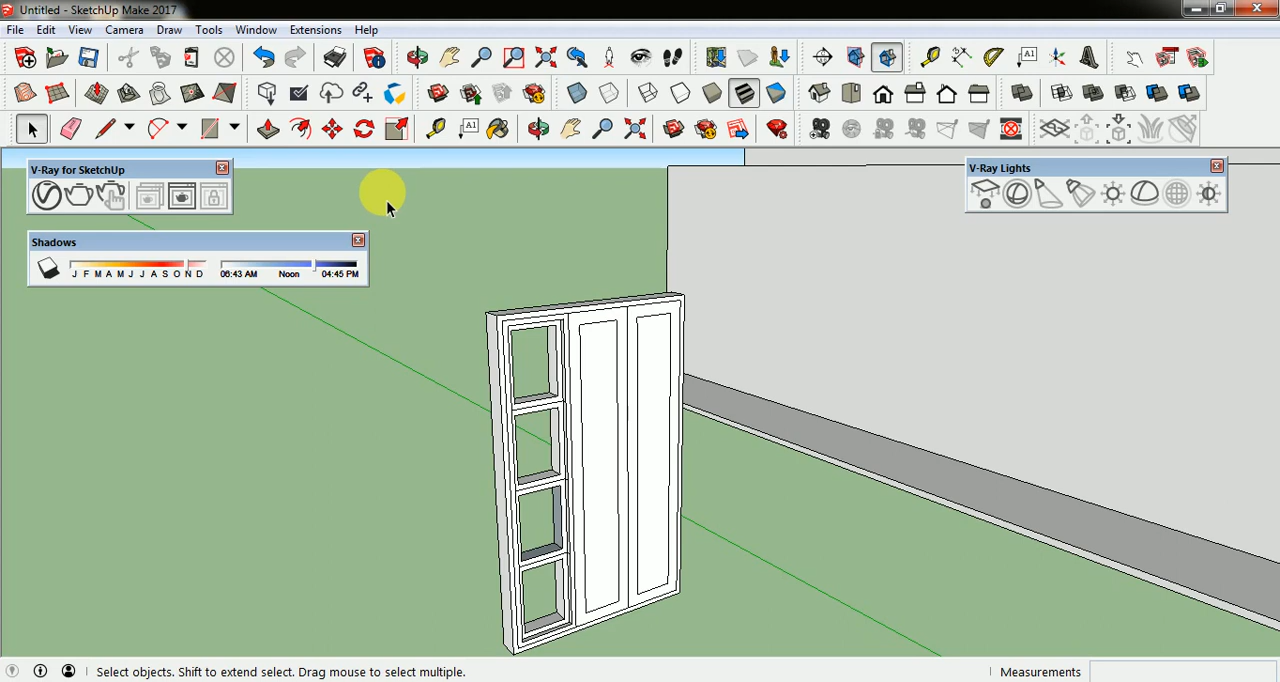 Untitled - SketchUp Make 2017
File Edit View Camera Draw Tools Window Extensions Help
A1
A1
V-Ray for SketchUp
V-Ray Lights
Shadows
J F M A M J J A S O N D 06:43 AM Noon 04:45 PM
Select objects. Shift to extend select. Drag mouse to select multiple. Measurements